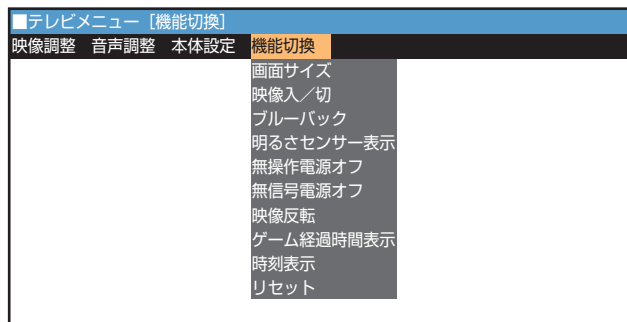 ■テレビメニュー［機能切換］
映像調整 音声調整 本体設定 機能切換
画面サイズ
映像入／切
ブルーバック
明るさセンサー表示
無操作電源オフ
無信号電源オフ
映像反転
ゲーム経過時間表示
時刻表示
リセット